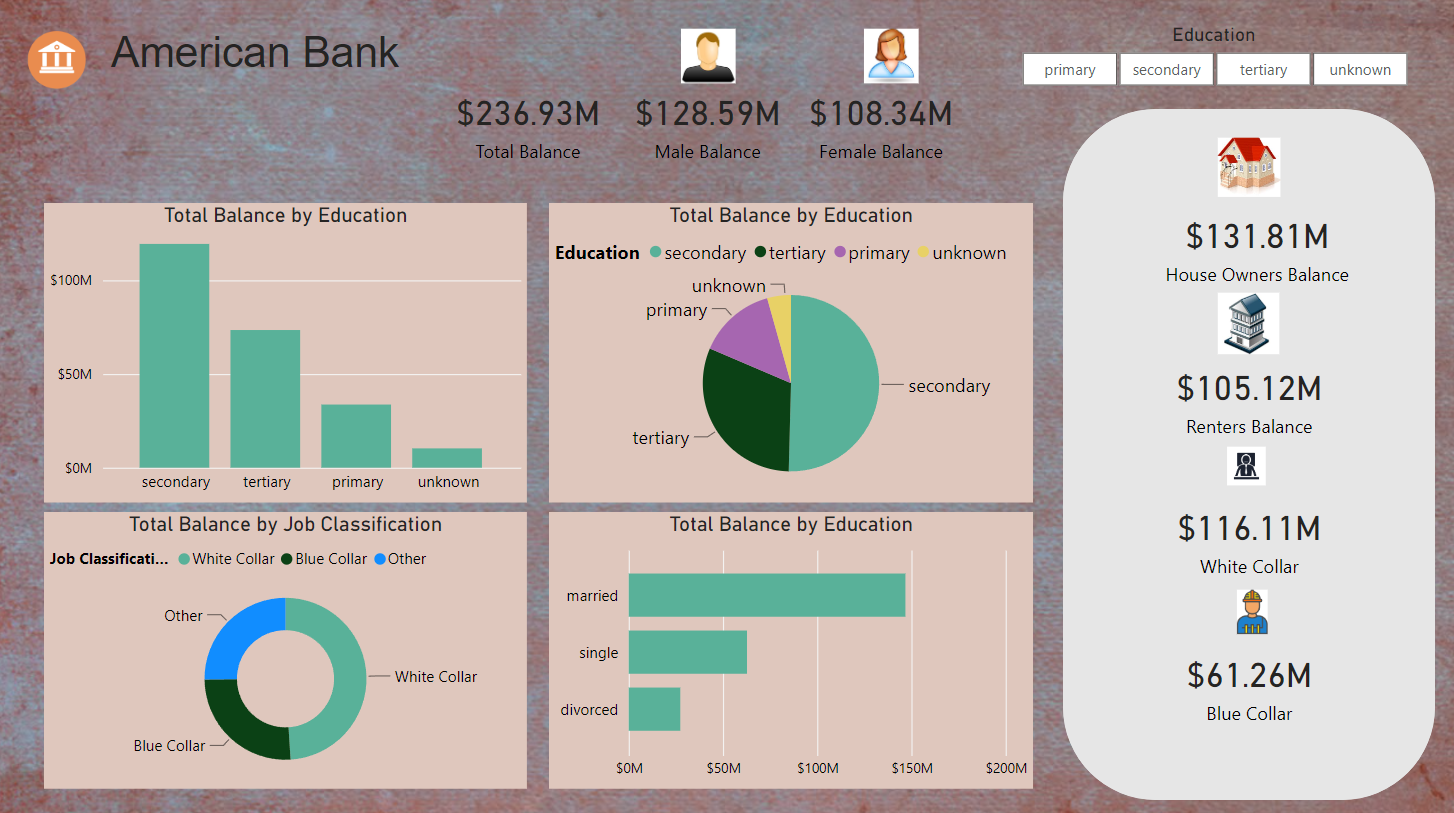 American Bank
$236.93M
Total Balance
$128.59M
Male Balance
$108.34M
Female Balance
Education
primary
secondary
tertiary
unknown
Total Balance by Education
$100M
$50M
$0M
secondary
tertiary
primary
unknown
Total Balance by Education
Education secondary tertiary primary unknown
unknown
primary
secondary
tertiary
Total Balance by Job Classification
Job Classificati... White Collar Blue Collar Other
Other
White Collar
Blue Collar
Total Balance by Education
married
single
divorced
$0M $50M $100M $150M $200M
$131.81M
House Owners Balance
$105.12M
Renters Balance
$116.11M
White Collar
$61.26M
Blue Collar